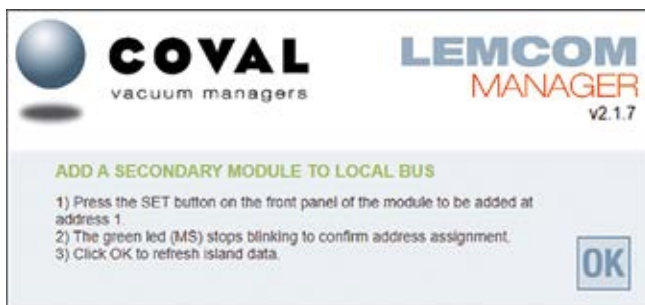 COVAL
vacuum managers
LEMCOM
MANAGER
v2.1.7
ADD A SECONDARY MODULE TO LOCAL BUS
1) Press the SET button on the front panel of the module to be added at
address 1.
2) The green led (MS) stops blinking to confirm address assignment.
3) Click OK to refresh island data.
OK